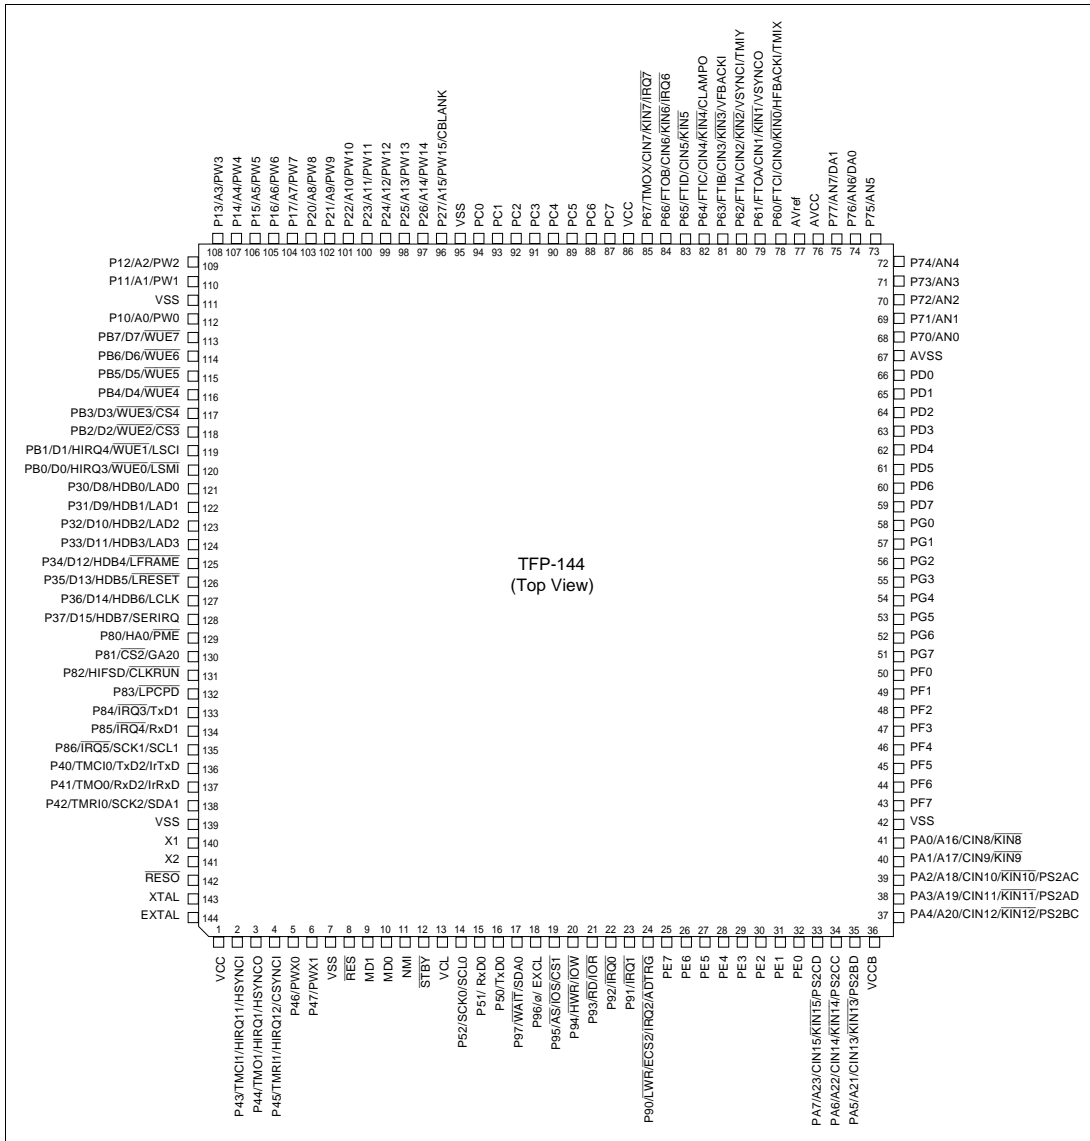 P13/A3/PW3
P14/A4/PW4
P15/A5/PW5
P16/A6/PW6
P17/A7/PW7
P20/A8/PW8
P21/A9/PW9
P22/A10/PW10
P23/A11/PW11
P24/A12/PW12
P25/A13/PW13
P26/A14/PW14
P27/A15/PW15/CBLANK
VSS
PC0
PC1
PC2
PC3
PC4
PC5
PC6
PC7
VCC
P67/TMOX/CIN7/KIN7/IRQ7
P66/FTOB/CIN6/KIN6/IRQ6
P65/FTID/CIN5/KIN5
P64/FTIC/CIN4/KIN4/CLAMPO
P63/FTIB/CIN3/KIN3/VFBACKI
P62/FTIA/CIN2/KIN2/VSYNCI/TMIY
P61/FTOA/CIN1/KIN1/VSYNCO
P60/FTCI/CIN0/KIN0/HFBACKI/TMIX
AVref
AVCC
P77/AN7/DA1
P76/AN6/DA0
P75/AN5
108 107 106 105 104 103 102 101 100 99 98 97 96 95 94 93 92 91 90 89 88 87 86 85 84 83 82 81 80 79 78 77 76 75 74 73
P12/A2/PW2 109
P11/A1/PW1 110
VSS 111
P10/A0/PW0 112
PB7/D7/WUE7 113
PB6/D6/WUE6 114
PB5/D5/WUE5 115
PB4/D4/WUE4 116
PB3/D3/WUE3/CS4 117
PB2/D2/WUE2/CS3 118
PB1/D1/HIRQ4/WUE1/LSCI 119
PB0/D0/HIRQ3/WUE0/LSMI 120
P30/D8/HDB0/LAD0 121
P31/D9/HDB1/LAD1 122
P32/D10/HDB2/LAD2 123
P33/D11/HDB3/LAD3 124
P34/D12/HDB4/LFRAME 125
P35/D13/HDB5/LRESET 126
P36/D14/HDB6/LCLK 127
P37/D15/HDB7/SERIRQ 128
P80/HA0/PME 129
P81/CS2/GA20 130
P82/HIFSD/CLKRUN 131
P83/LPCPD 132
P84/IRQ3/TxD1 133
P85/IRQ4/RxD1 134
P86/IRQ5/SCK1/SCL1 135
P40/TMCI0/TxD2/IrTxD 136
P41/TMO0/RxD2/IrRxD 137
P42/TMRI0/SCK2/SDA1 138
VSS 139
X1 140
X2 141
RESO 142
XTAL 143
EXTAL 144
TFP-144
(Top View)
72 P74/AN4
71 P73/AN3
70 P72/AN2
69 P71/AN1
68 P70/AN0
67 AVSS
66 PD0
65 PD1
64 PD2
63 PD3
62 PD4
61 PD5
60 PD6
59 PD7
58 PG0
57 PG1
56 PG2
55 PG3
54 PG4
53 PG5
52 PG6
51 PG7
50 PF0
49 PF1
48 PF2
47 PF3
46 PF4
45 PF5
44 PF6
43 PF7
42 VSS
41 PA0/A16/CIN8/KIN8
40 PA1/A17/CIN9/KIN9
39 PA2/A18/CIN10/KIN10/PS2AC
38 PA3/A19/CIN11/KIN11/PS2AD
37 PA4/A20/CIN12/KIN12/PS2BC
1 2 3 4 5 6 7 8 9 10 11 12 13 14 15 16 17 18 19 20 21 22 23 24 25 26 27 28 29 30 31 32 33 34 35 36
VCC
P43/TMCI1/HIRQ11/HSYNCI
P44/TMO1/HIRQ1/HSYNCO
P45/TMRI1/HIRQ12/CSYNCI
P46/PWX0
P47/PWX1
VSS
RES
MD1
MD0
NMI
STBY
VCL
P52/SCK0/SCL0
P51/ RxD0
P50/TxD0
P97/WAIT/SDA0
P96/ø/ EXCL
P95/AS/IOS/CS1
P94/HWR/IOW
P93/RD/IOR
P92/IRQ0
P91/IRQ1
P90/LWR/ECS2/IRQ2/ADTRG
PE7
PE6
PE5
PE4
PE3
PE2
PE1
PE0
PA7/A23/CIN15/KIN15/PS2CD
PA6/A22/CIN14/KIN14/PS2CC
PA5/A21/CIN13/KIN13/PS2BD
VCCB